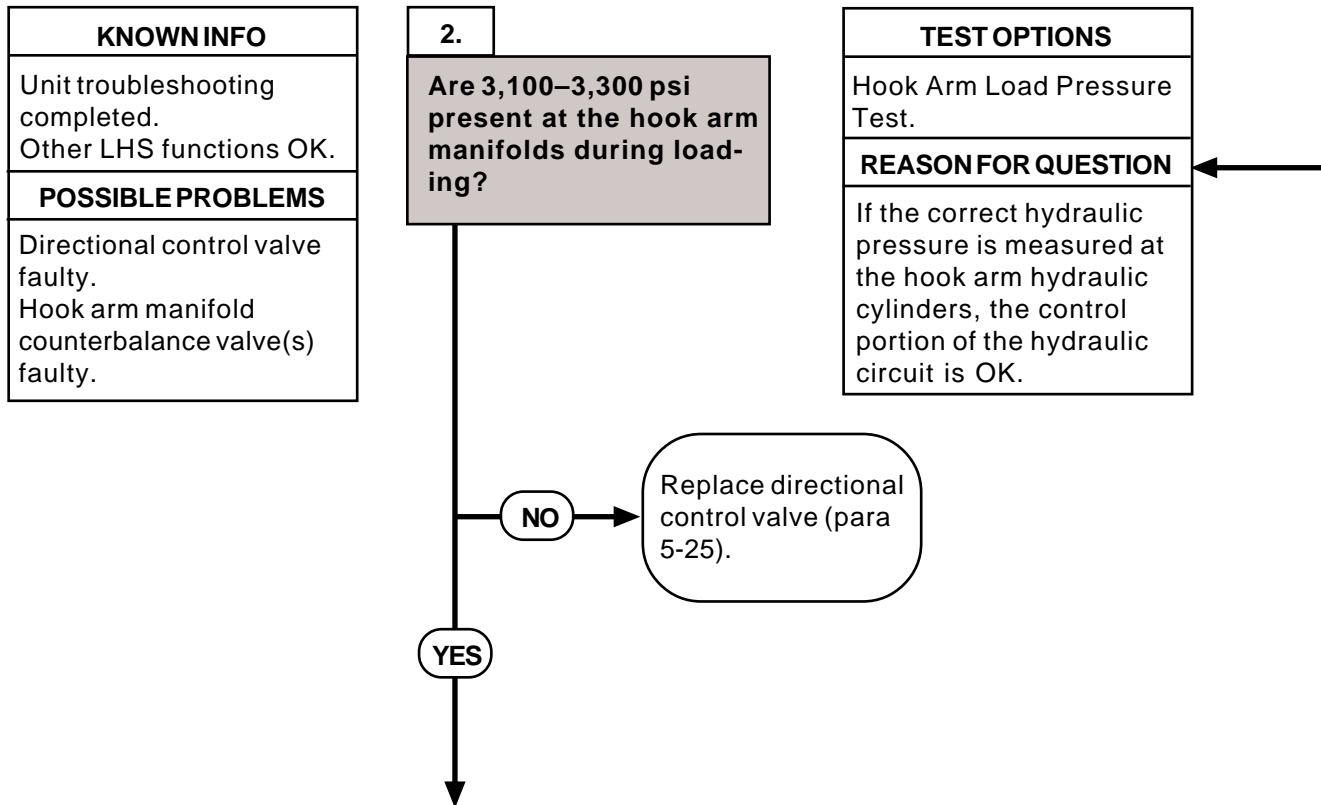 KNOWN INFO
Unit troubleshooting
completed.
Other LHS functions OK.
POSSIBLE PROBLEMS
Directional control valve
faulty.
Hook arm manifold
counterbalance valve(s)
faulty.
2.
Are 3,100–3,300 psi
present at the hook arm
manifolds during load-
ing?
TEST OPTIONS
Hook Arm Load Pressure
Test.
REASON FOR QUESTION
If the correct hydraulic
pressure is measured at
the hook arm hydraulic
cylinders, the control
portion of the hydraulic
circuit is OK.
NO
Replace directional
control valve (para
5-25).
YES